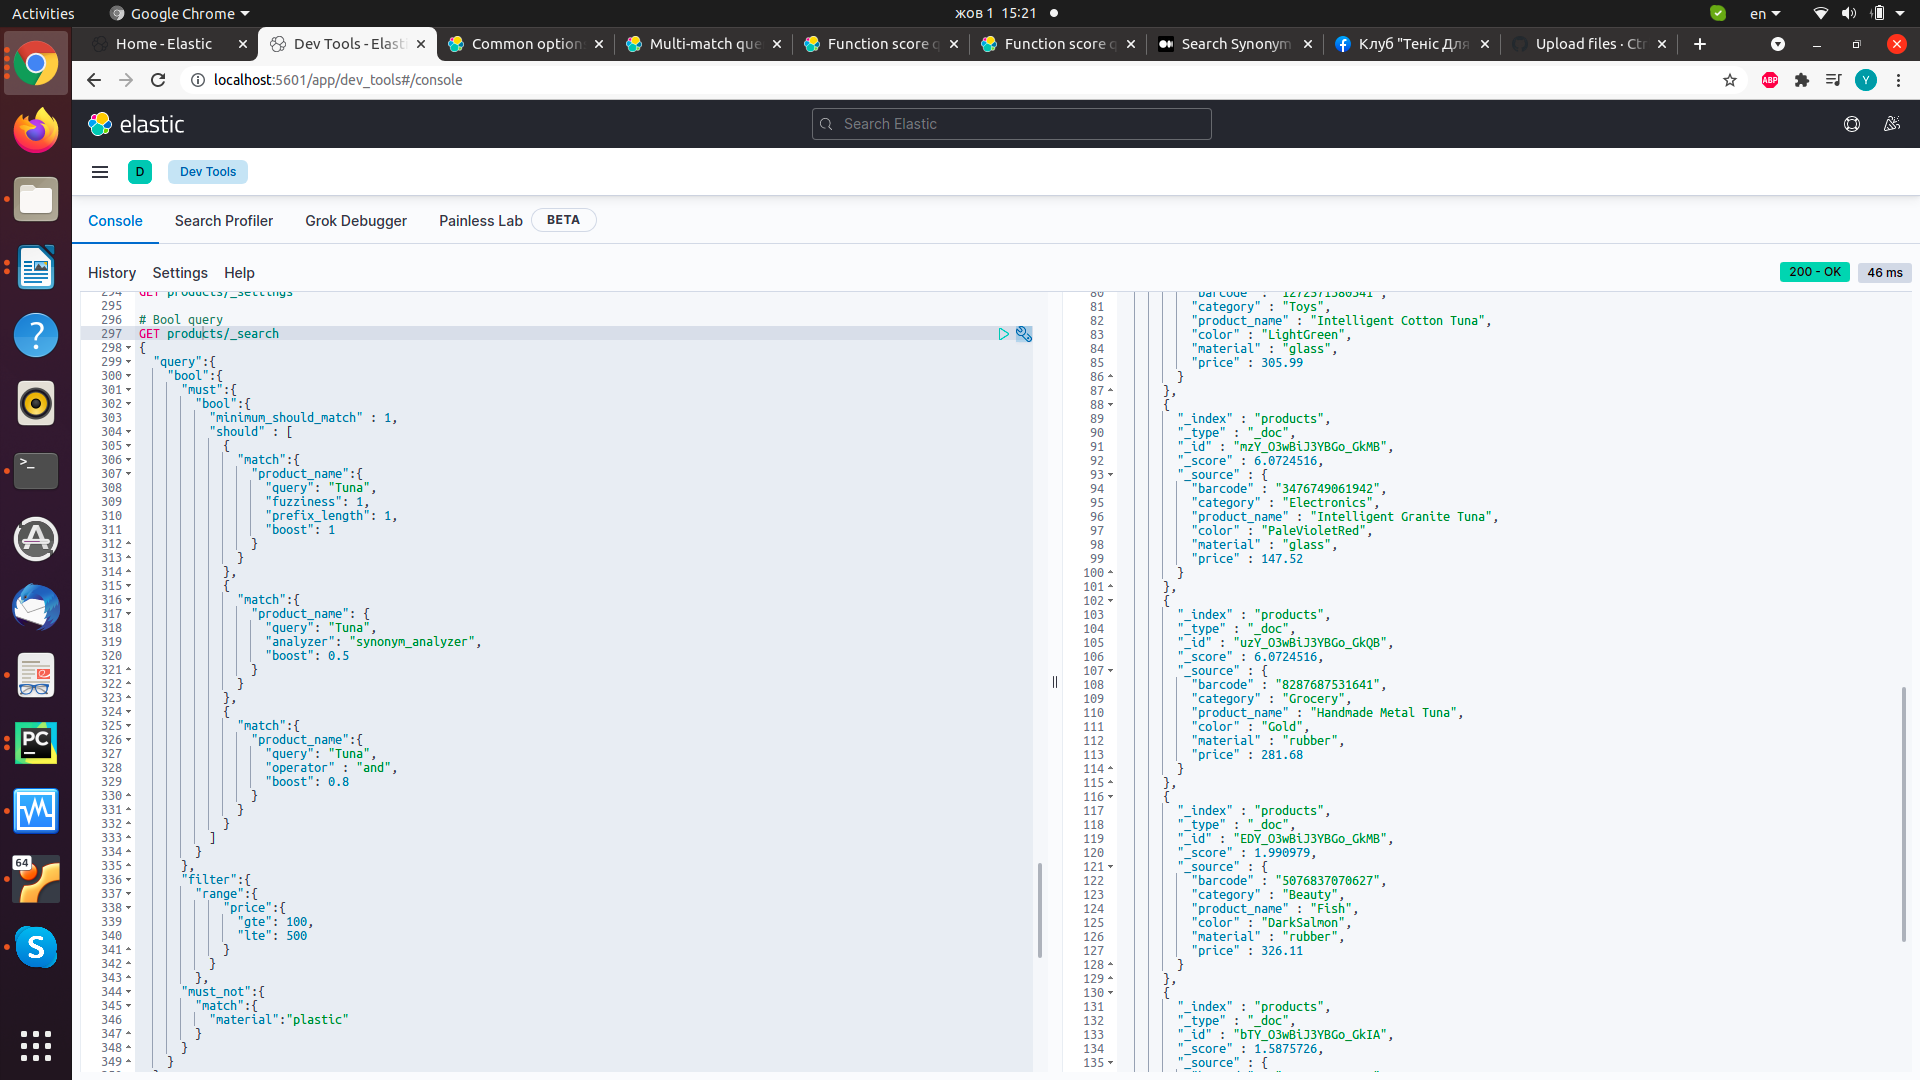 Activities
Google Chrome
жов 1 15:21
en
Home - Elastic
Dev Tools - Elasti
Common option
Multi-match que
Function score q
Function score q
Search Synonym
Клуб "Теніс Для
Upload files · Ctr
localhost:5601/app/dev_tools#/console
ABP
Y
elastic
Search Elastic
D
Dev Tools
Console
Search Profiler
Grok Debugger
Painless Lab
BETA
History
Settings
Help
200 - OK
46 ms
294 GET products/_settings
295
296 # Bool query
297 GET products/_search
298 {
299 "query":{
300 "bool":{
301 "must":{
302 "bool":{
303 "minimum_should_match" : 1,
304 "should" : [
305 {
306 "match":{
307 "product_name":{
308 "query": "Tuna",
309 "fuzziness": 1,
310 "prefix_length": 1,
311 "boost": 1
312 }
313 }
314 },
315 {
316 "match":{
317 "product_name": {
318 "query": "Tuna",
319 "analyzer": "synonym_analyzer",
320 "boost": 0.5
321 }
322 }
323 },
324 {
325 "match":{
326 "product_name":{
327 "query": "Tuna",
328 "operator" : "and",
329 "boost": 0.8
330 }
331 }
332 }
333 ]
334 }
335 },
336 "filter":{
337 "range":{
338 "price":{
339 "gte": 100,
340 "lte": 500
341 }
342 }
343 },
344 "must_not":{
345 "match":{
346 "material":"plastic"
347 }
348 }
349 }
80 "barcode" : "1272371580341",
81 "category" : "Toys",
82 "product_name" : "Intelligent Cotton Tuna",
83 "color" : "LightGreen",
84 "material" : "glass",
85 "price" : 305.99
86 }
87 },
88 {
89 "_index" : "products",
90 "_type" : "_doc",
91 "_id" : "mzY_O3wBiJ3YBGo_GkMB",
92 "_score" : 6.0724516,
93 "_source" : {
94 "barcode" : "3476749061942",
95 "category" : "Electronics",
96 "product_name" : "Intelligent Granite Tuna",
97 "color" : "PaleVioletRed",
98 "material" : "glass",
99 "price" : 147.52
100 }
101 },
102 {
103 "_index" : "products",
104 "_type" : "_doc",
105 "_id" : "uzY_O3wBiJ3YBGo_GkQB",
106 "_score" : 6.0724516,
107 "_source" : {
108 "barcode" : "8287687531641",
109 "category" : "Grocery",
110 "product_name" : "Handmade Metal Tuna",
111 "color" : "Gold",
112 "material" : "rubber",
113 "price" : 281.68
114 }
115 },
116 {
117 "_index" : "products",
118 "_type" : "_doc",
119 "_id" : "EDY_O3wBiJ3YBGo_GkMB",
120 "_score" : 1.990979,
121 "_source" : {
122 "barcode" : "5076837070627",
123 "category" : "Beauty",
124 "product_name" : "Fish",
125 "color" : "DarkSalmon",
126 "material" : "rubber",
127 "price" : 326.11
128 }
129 },
130 {
131 "_index" : "products",
132 "_type" : "_doc",
133 "_id" : "bTY_O3wBiJ3YBGo_GkIA",
134 "_score" : 1.5875726,
135 "_source" : {
PC
64